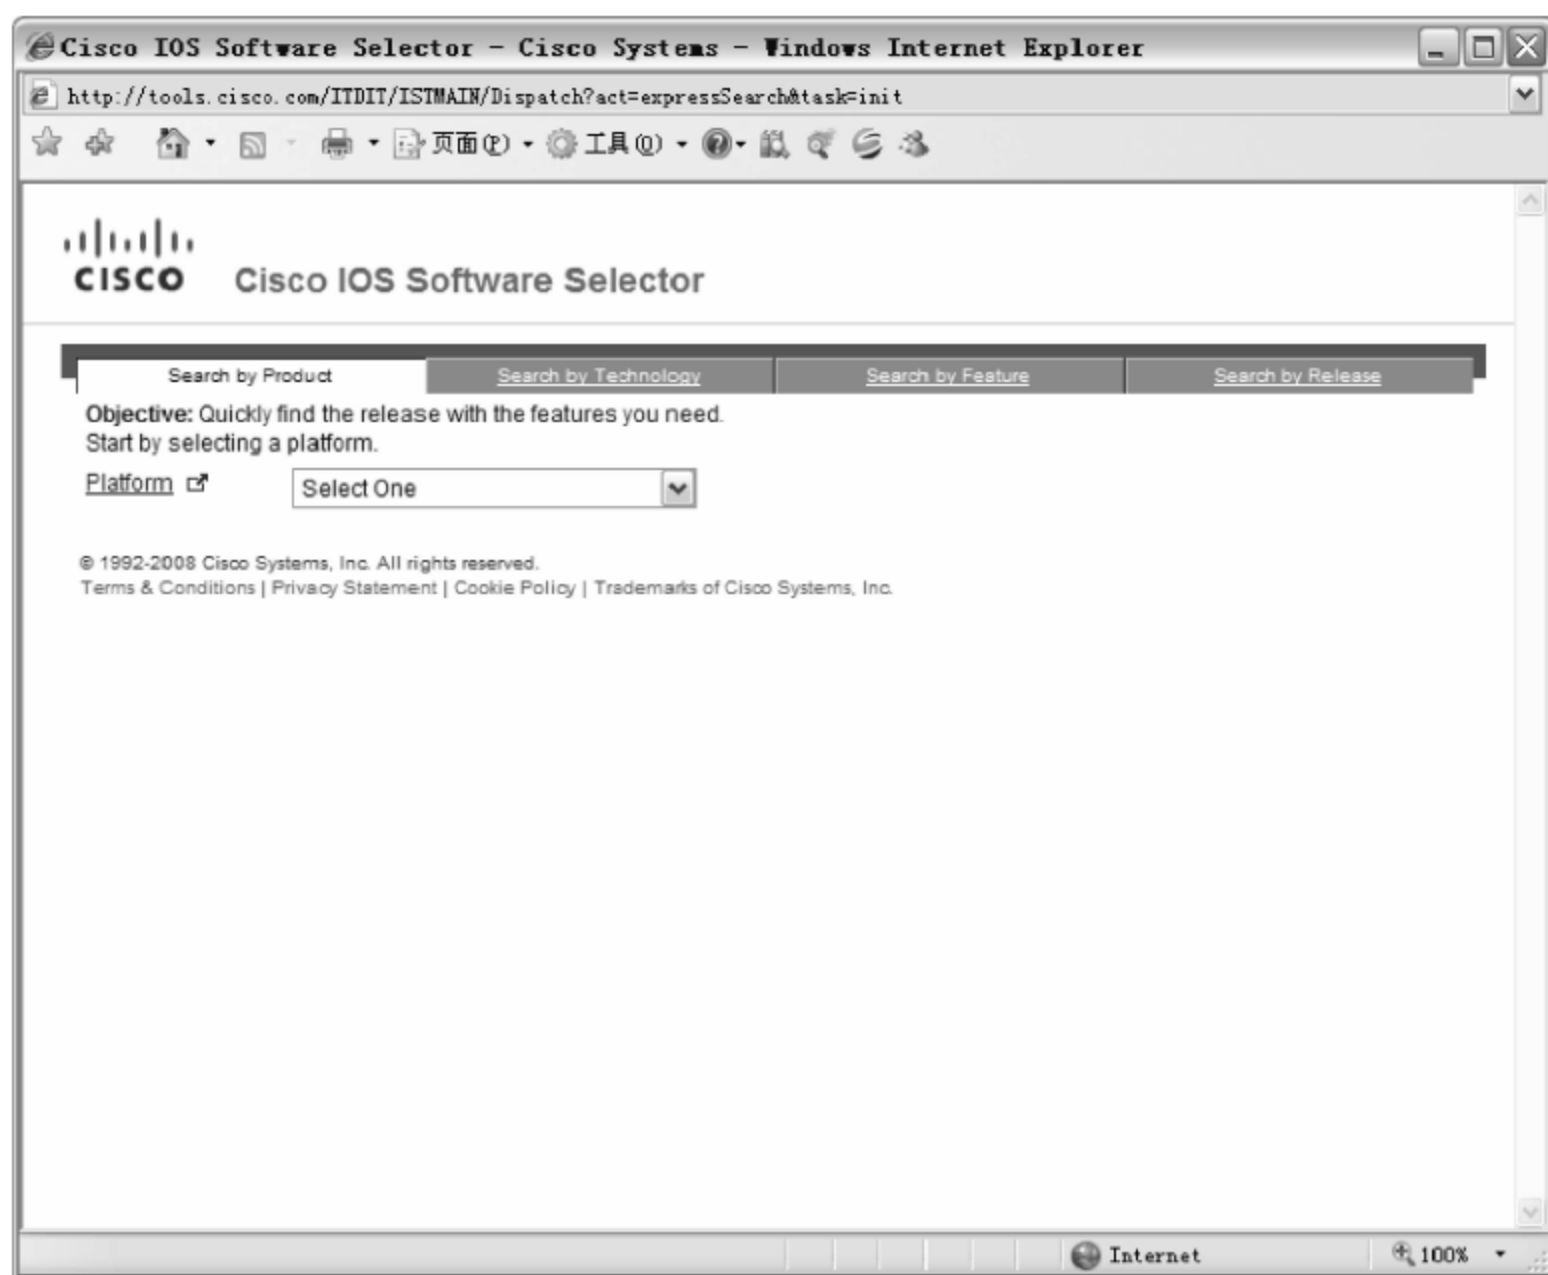 Cisco IOS Software Selector - Cisco Systems - Windows Internet Explorer
http://tools.cisco.com/ITDIT/ISTMAIN/Dispatch?act=expressSearch&task=init
页面(P) 工具(O)
CISCO Cisco IOS Software Selector
Search by Product Search by Technology Search by Feature Search by Release
Objective: Quickly find the release with the features you need.
Start by selecting a platform.
Platform Select One
© 1992-2008 Cisco Systems, Inc. All rights reserved.
Terms & Conditions | Privacy Statement | Cookie Policy | Trademarks of Cisco Systems, Inc.
Internet 100%